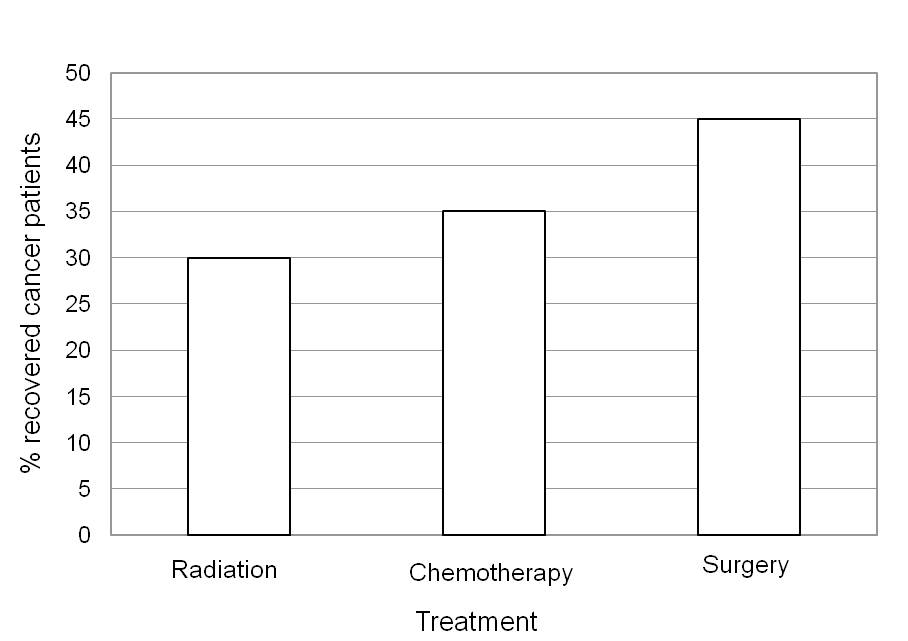 % recovered cancer patients
50
45
40
35
30
25
20
15
10
5
0
Radiation
Chemotherapy
Surgery
Treatment